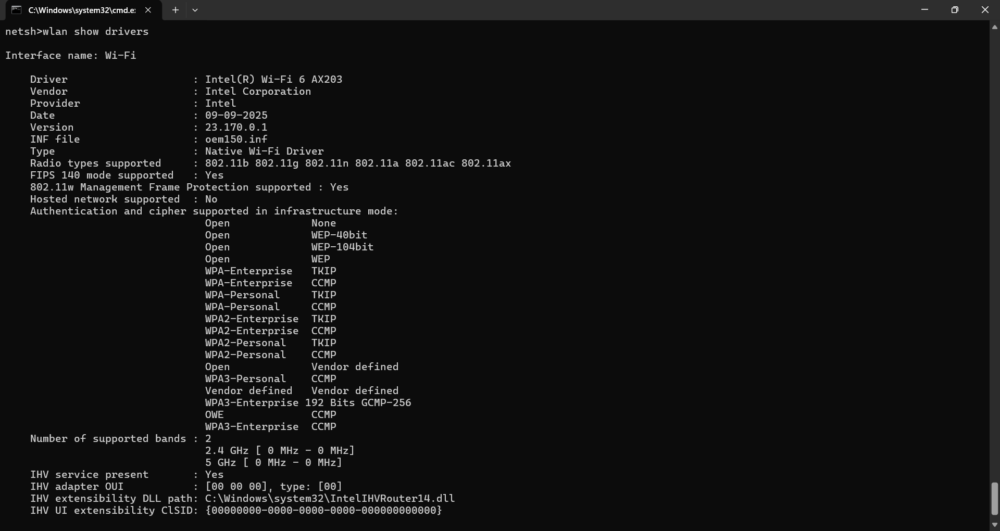 C:\Windows\system32\cmd.e
netsh>wlan show drivers
Interface name: Wi-Fi
Driver : Intel(R) Wi-Fi 6 AX203
Vendor : Intel Corporation
Provider : Intel
Date : 09-09-2025
Version : 23.170.0.1
INF file : oem150.inf
Type : Native Wi-Fi Driver
Radio types supported : 802.11b 802.11g 802.11n 802.11a 802.11ac 802.11ax
FIPS 140 mode supported : Yes
802.11w Management Frame Protection supported : Yes
Hosted network supported : No
Authentication and cipher supported in infrastructure mode:
Open None
Open WEP-40bit
Open WEP-104bit
Open WEP
WPA-Enterprise TKIP
WPA-Enterprise CCMP
WPA-Personal TKIP
WPA-Personal CCMP
WPA2-Enterprise TKIP
WPA2-Enterprise CCMP
WPA2-Personal TKIP
WPA2-Personal CCMP
Open Vendor defined
WPA3-Personal CCMP
Vendor defined Vendor defined
WPA3-Enterprise 192 Bits GCMP-256
OWE CCMP
WPA3-Enterprise CCMP
Number of supported bands : 2
2.4 GHz [ 0 MHz - 0 MHz]
5 GHz [ 0 MHz - 0 MHz]
IHV service present : Yes
IHV adapter OUI : [00 00 00], type: [00]
IHV extensibility DLL path: C:\Windows\system32\IntelIHVRouter14.dll
IHV UI extensibility ClSID: {00000000-0000-0000-0000-000000000000}